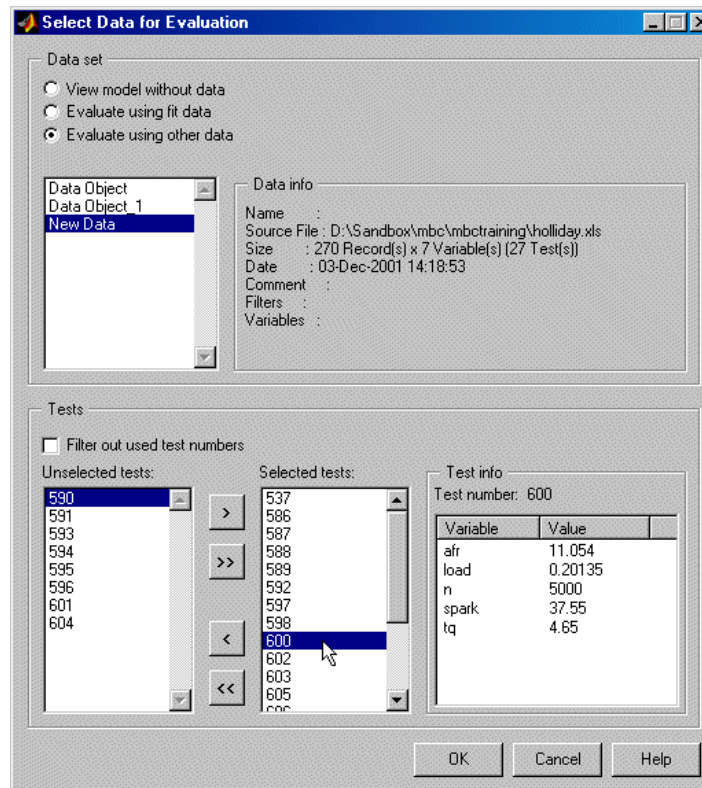 Select Data for Evaluation
Data set
View model without data
Evaluate using fit data
Evaluate using other data
Data Object
Data Object_1
New Data
Data info
Name :
Source File : D:\Sandbox\mbc\mbctraining\holliday.xls
Size : 270 Record(s) x 7 Variable(s) (27 Test(s))
Date : 03-Dec-2001 14:18:53
Comment :
Filters :
Variables :
Tests
Filter out used test numbers
Unselected tests:
590
591
593
594
595
596
601
604
>
>>
<
<<
Selected tests:
537
586
587
588
589
592
597
598
600
602
603
605
Test info
Test number: 600
Variable Value
afr 11.054
load 0.20135
n 5000
spark 37.55
tq 4.65
OK Cancel Help